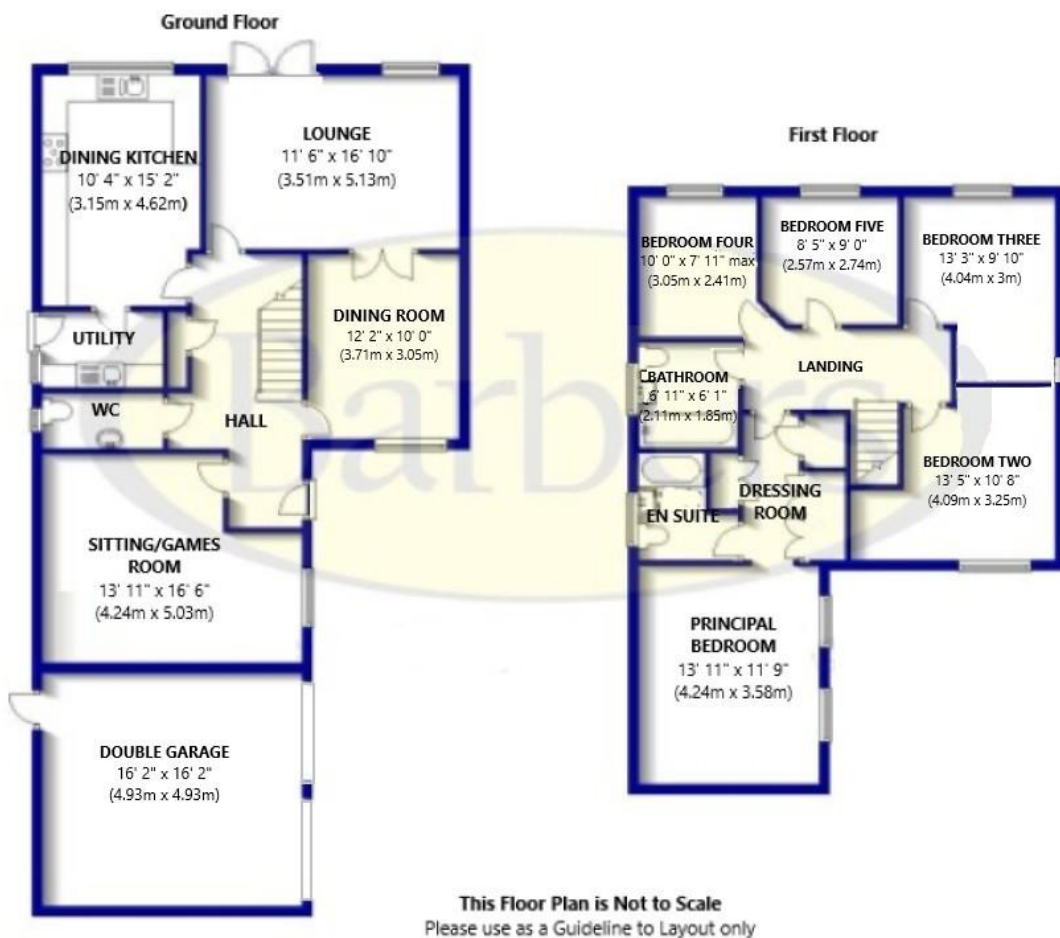 Ground Floor
LOUNGE
11' 6" x 16' 10"
(3.51m x 5.13m)
DINING KITCHEN
10' 4" x 15' 2"
(3.15m x 4.62m)
DINING ROOM
12' 2" x 10' 0"
(3.71m x 3.05m)
UTILITY
WC
HALL
SITTING/GAMES
ROOM
13' 11" x 16' 6"
(4.24m x 5.03m)
DOUBLE GARAGE
16' 2" x 16' 2"
(4.93m x 4.93m)
First Floor
BEDROOM FOUR
10' 0" x 7' 11" max
(3.05m x 2.41m)
BEDROOM FIVE
8' 5" x 9' 0"
(2.57m x 2.74m)
BEDROOM THREE
13' 3" x 9' 10"
(4.04m x 3m)
LANDING
BATHROOM
6' 11" x 6' 1"
(2.11m x 1.85m)
BEDROOM TWO
13' 5" x 10' 8"
(4.09m x 3.25m)
DRESSING
ROOM
EN SUITE
PRINCIPAL
BEDROOM
13' 11" x 11' 9"
(4.24m x 3.58m)
Barbers
This Floor Plan is Not to Scale
Please use as a Guideline to Layout only